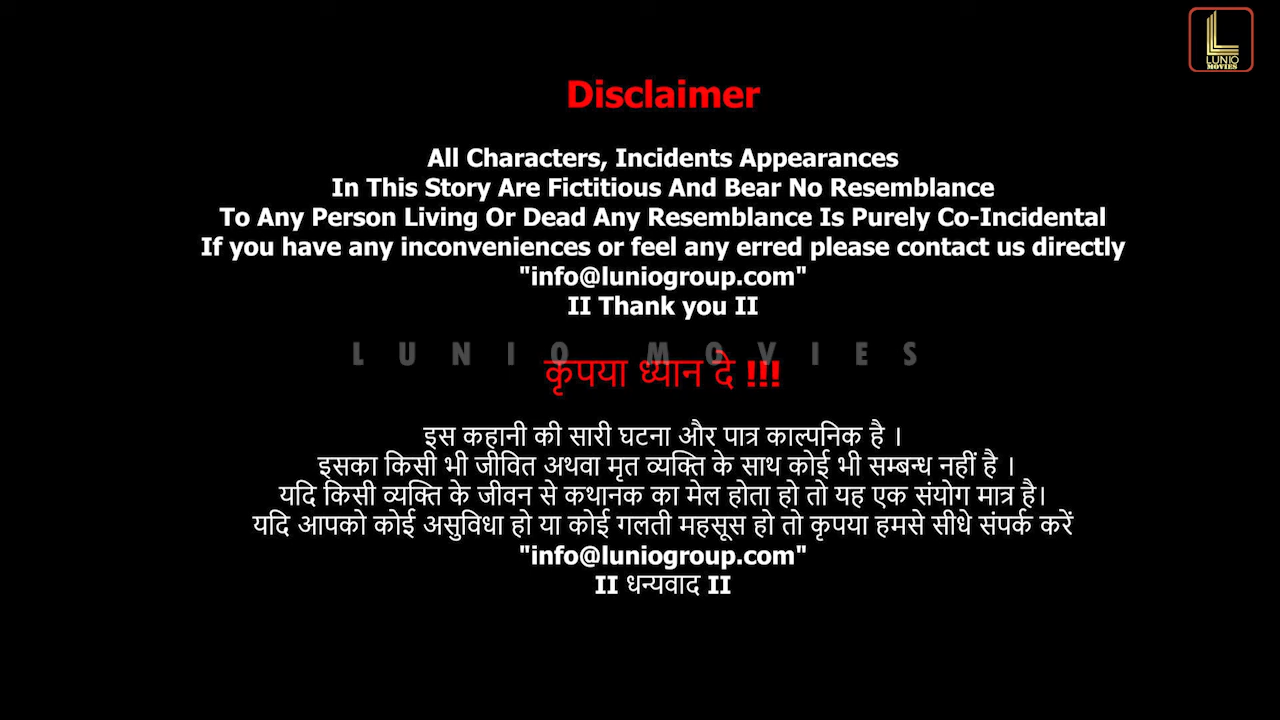 L
LUNIO
MOVIES
Disclaimer
All Characters, Incidents Appearances
In This Story Are Fictitious And Bear No Resemblance
To Any Person Living Or Dead Any Resemblance Is Purely Co-Incidental
If you have any inconveniences or feel any erred please contact us directly
"info@luniogroup.com"
II Thank you II
LUNIO MOVIES
कृपया ध्यान दे !!!
इस कहानी की सारी घटना और पात्र काल्पनिक है ।
इसका किसी भी जीवित अथवा मृत व्यक्ति के साथ कोई भी सम्बन्ध नहीं है ।
यदि किसी व्यक्ति के जीवन से कथानक का मेल होता हो तो यह एक संयोग मात्र है।
यदि आपको कोई असुविधा हो या कोई गलती महसूस हो तो कृपया हमसे सीधे संपर्क करें
"info@luniogroup.com"
II धन्यवाद II